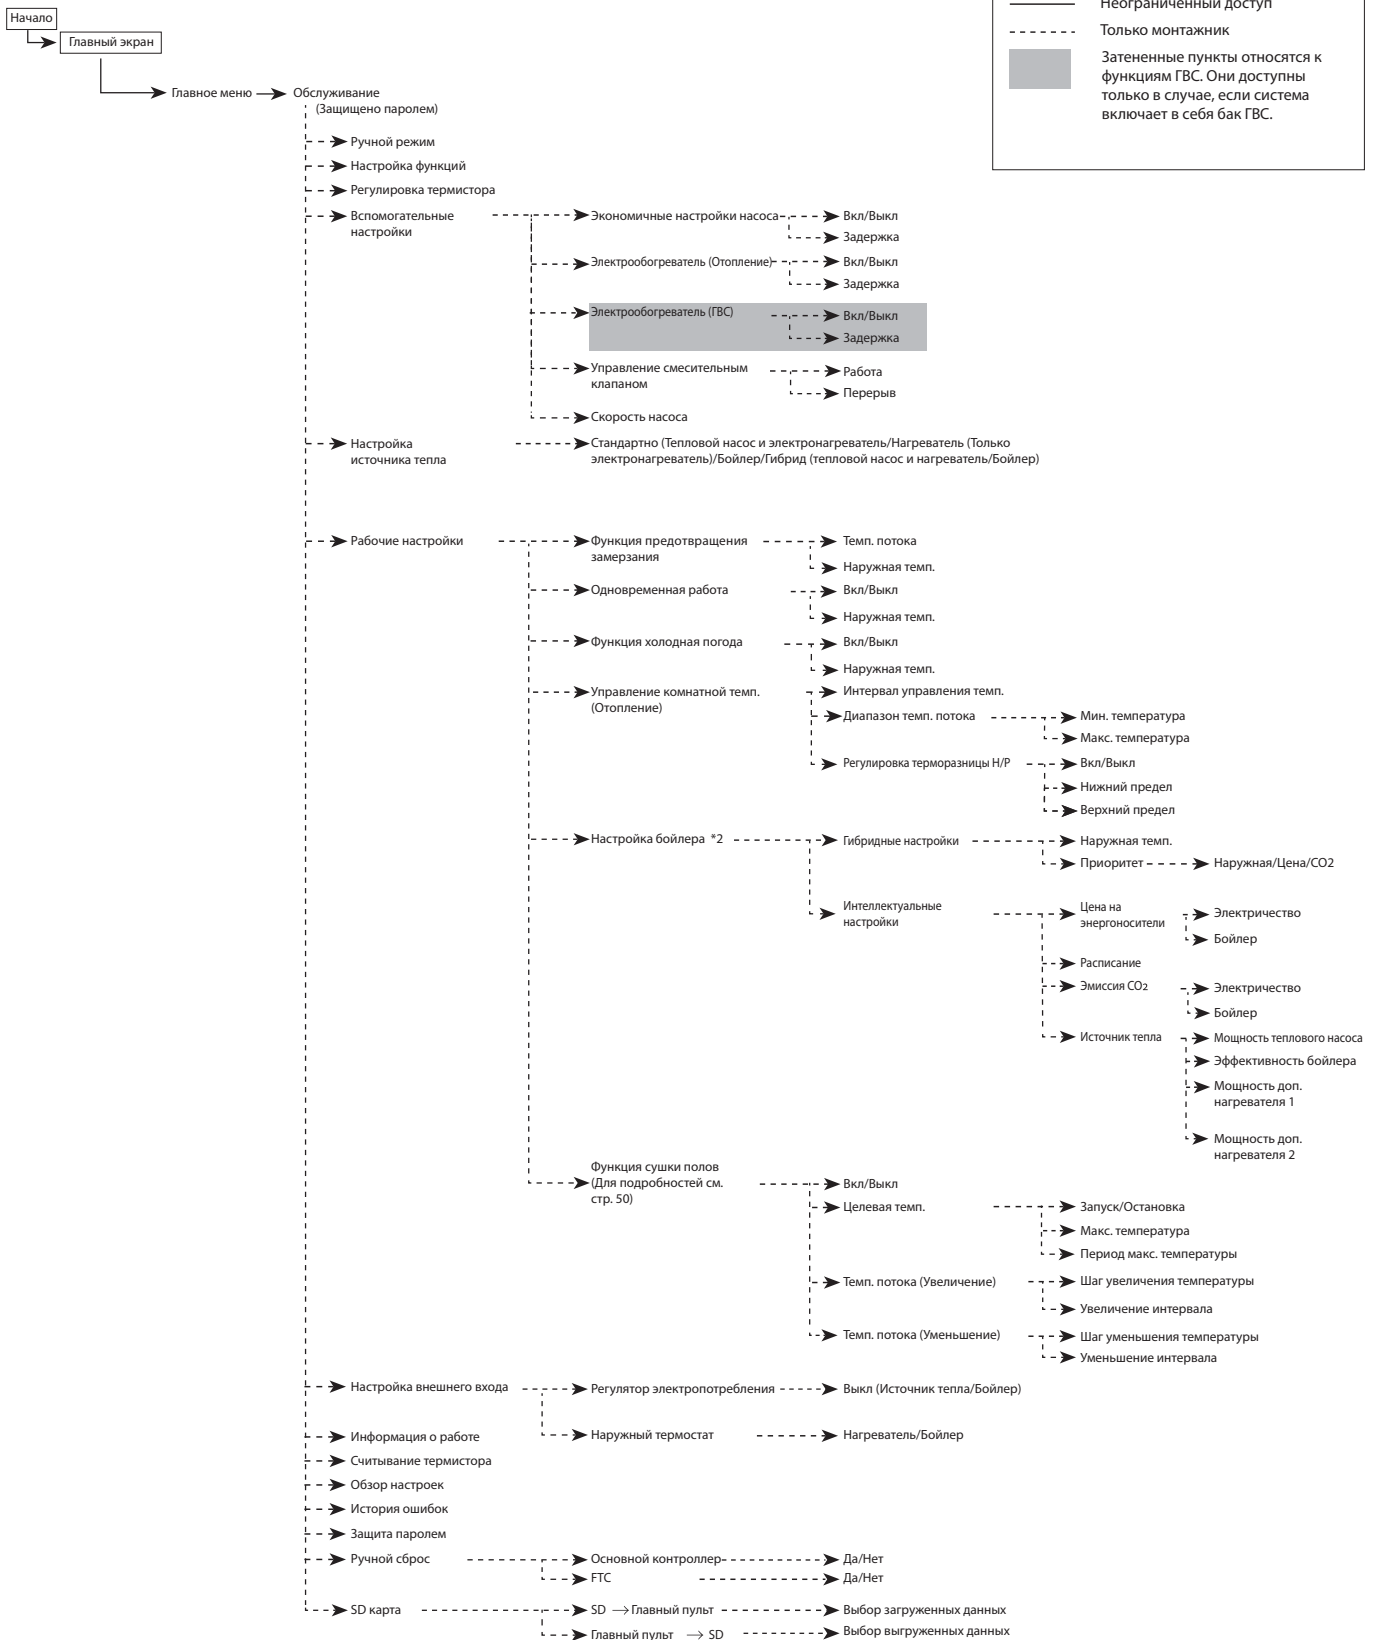 Неограниченный доступ
Начало
Только монтажник
Главный экран
Затененные пункты относятся к
функциям ГВС. Они доступны
только в случае, если система
включает в себя бак ГВС.
Главное меню
Обслуживание
(Защищено паролем)
Ручной режим
Настройка функций
Регулировка термистора
Вспомогательные
настройки
Экономичные настройки насоса
Вкл/Выкл
Задержка
Электрообогреватель (Отопление)
Вкл/Выкл
Задержка
Электрообогреватель (ГВС)
Вкл/Выкл
Задержка
Управление смесительным
клапаном
Работа
Перерыв
Скорость насоса
Настройка
источника тепла
Стандартно (Тепловой насос и электронагреватель/Нагреватель (Только
электронагреватель)/Бойлер/Гибрид (тепловой насос и нагреватель/Бойлер)
Рабочие настройки
Функция предотвращения
замерзания
Темп. потока
Наружная темп.
Одновременная работа
Вкл/Выкл
Наружная темп.
Функция холодная погода
Вкл/Выкл
Наружная темп.
Управление комнатной темп.
(Отопление)
Интервал управления темп.
Диапазон темп. потока
Мин. температура
Макс. температура
Регулировка терморазницы Н/Р
Вкл/Выкл
Нижний предел
Верхний предел
Настройка бойлера *2
Гибридные настройки
Наружная темп.
Приоритет
Наружная/Цена/CO2
Интеллектуальные
настройки
Цена на
энергоносители
Электричество
Бойлер
Расписание
Эмиссия CO2
Электричество
Бойлер
Источник тепла
Мощность теплового насоса
Эффективность бойлера
Мощность доп.
нагревателя 1
Мощность доп.
нагревателя 2
Функция сушки полов
(Для подробностей см.
стр. 50)
Вкл/Выкл
Целевая темп.
Запуск/Остановка
Макс. температура
Период макс. температуры
Темп. потока (Увеличение)
Шаг увеличения температуры
Увеличение интервала
Темп. потока (Уменьшение)
Шаг уменьшения температуры
Уменьшение интервала
Настройка внешнего входа
Регулятор электропотребления
Выкл (Источник тепла/Бойлер)
Наружный термостат
Нагреватель/Бойлер
Информация о работе
Считывание термистора
Обзор настроек
История ошибок
Защита паролем
Ручной сброс
Основной контроллер
Да/Нет
FTC
Да/Нет
SD карта
SD → Главный пульт
Выбор загруженных данных
Главный пульт → SD
Выбор выгруженных данных